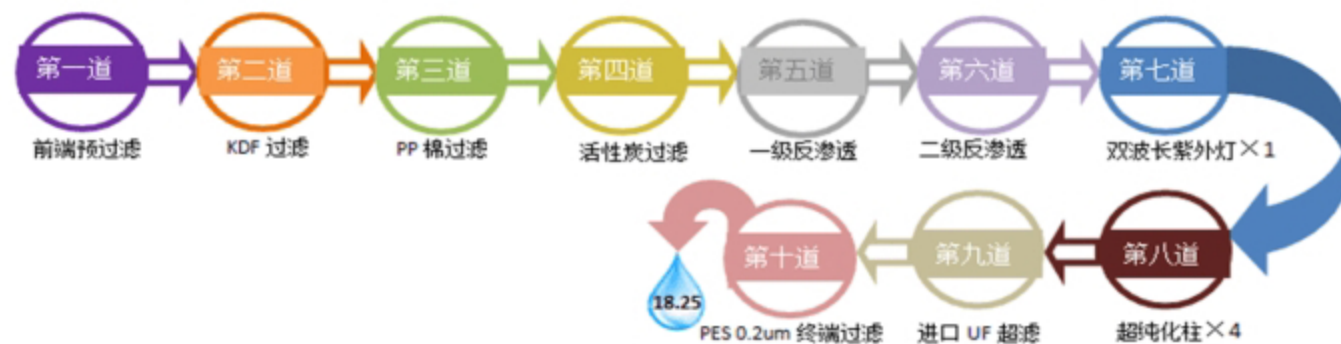 第一道
第二道
第三道
第四道
第五道
第六道
第七道
前端预过滤
KDF 过滤
PP 棉过滤
活性炭过滤
一级反渗透
二级反渗透
双波长紫外灯×1
第八道
第九道
第十道
18.25
超纯化柱×4
进口 UF 超滤
PES 0.2um 终端过滤